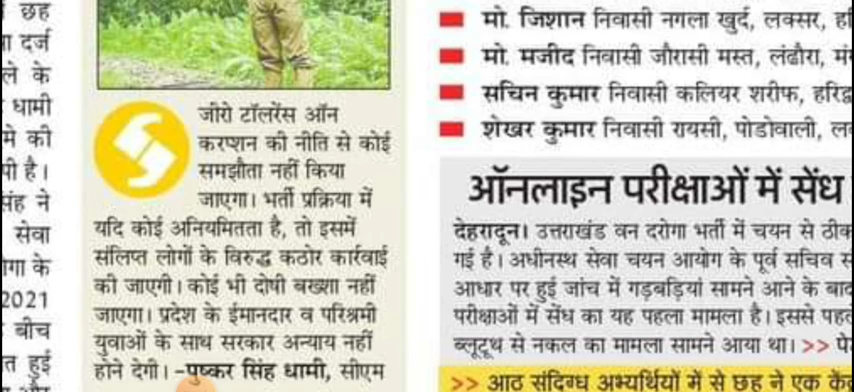 छह
दर्ज
ले के
धामी
मे की
पी है।
संह ने
सेवा
गेगा के
2021
बीच
त हुई
जीरो टॉलरेंस ऑन
करप्शन की नीति से कोई
समझौता नहीं किया
जाएगा। भर्ती प्रक्रिया में
यदि कोई अनियमितता है, तो इसमें
संलिप्त लोगों के विरुद्ध कठोर कार्रवाई
की जाएगी। कोई भी दोषी बख्शा नहीं
जाएगा। प्रदेश के ईमानदार व परिश्रमी
युवाओं के साथ सरकार अन्याय नहीं
होने देगी। -पुष्कर सिंह धामी, सीएम
मो. जिशान निवासी नगला खुर्द, लक्सर,
मो. मजीद निवासी जौरासी मस्त, लंढौरा,
सचिन कुमार निवासी कलियर शरीफ,
शेखर कुमार निवासी रायसी, पोडोवाली,
ऑनलाइन परीक्षाओं में सेंध
देहरादून। उत्तराखंड वन दरोगा भर्ती में चयन से ठीक
गई है। अधीनस्थ सेवा चयन आयोग के पूर्व सचिव
आधार पर हुई जांच में गड़बड़ियां सामने आने के बाद
परीक्षाओं में सेंध का यह पहला मामला है। इससे
ब्लूटूथ से नकल का मामला सामने आया था। >>
>> आठ संदिग्ध अभ्यर्थियों में से छह ने एक